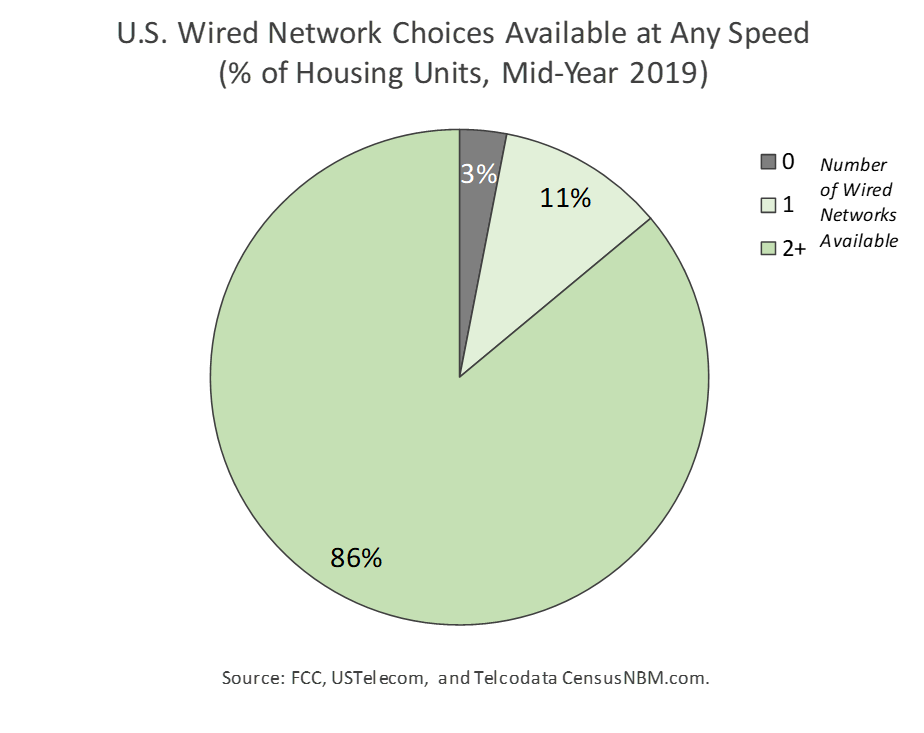 U.S. Wired Network Choices Available at Any Speed
(% of Housing Units, Mid-Year 2019)
3%
11%
86%
0
1
2+
Number
of Wired
Networks
Available
Source: FCC, USTelecom, and Telcodata CensusNBM.com.